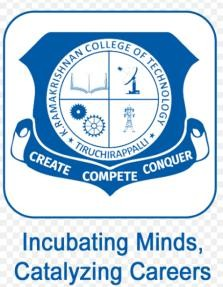 K.RAMAKRISHNAN COLLEGE OF TECHNOLOGY
★ TIRUCHIRAPPALLI ★
CREATE COMPETE CONQUER
Incubating Minds,
Catalyzing Careers